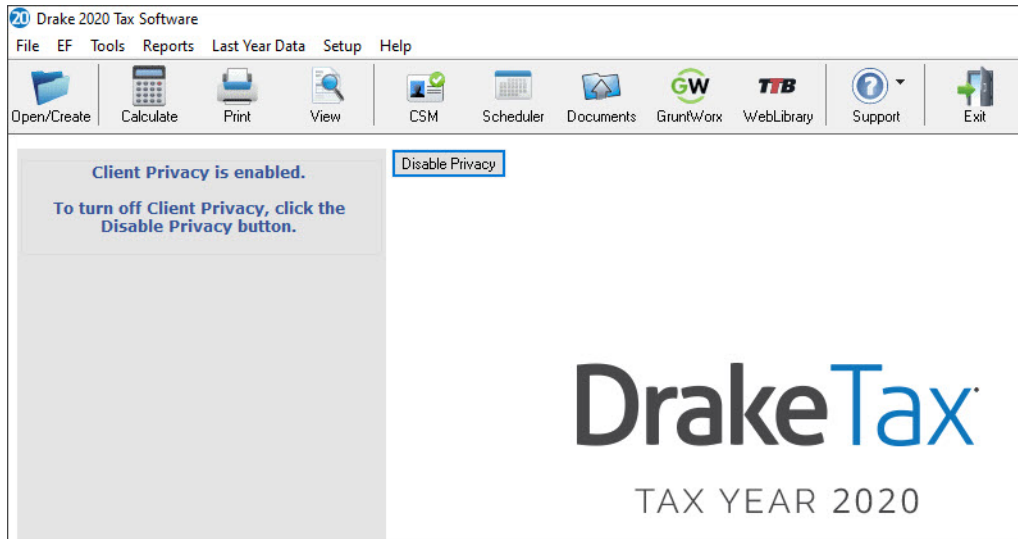 20 Drake 2020 Tax Software
File EF Tools Reports Last Year Data Setup Help
GW TTB ?
Open/Create Calculate Print View CSM Scheduler Documents GruntWorx WebLibrary Support Exit
Client Privacy is enabled.
To turn off Client Privacy, click the
Disable Privacy button.
Disable Privacy
DrakeTax
TAX YEAR 2020